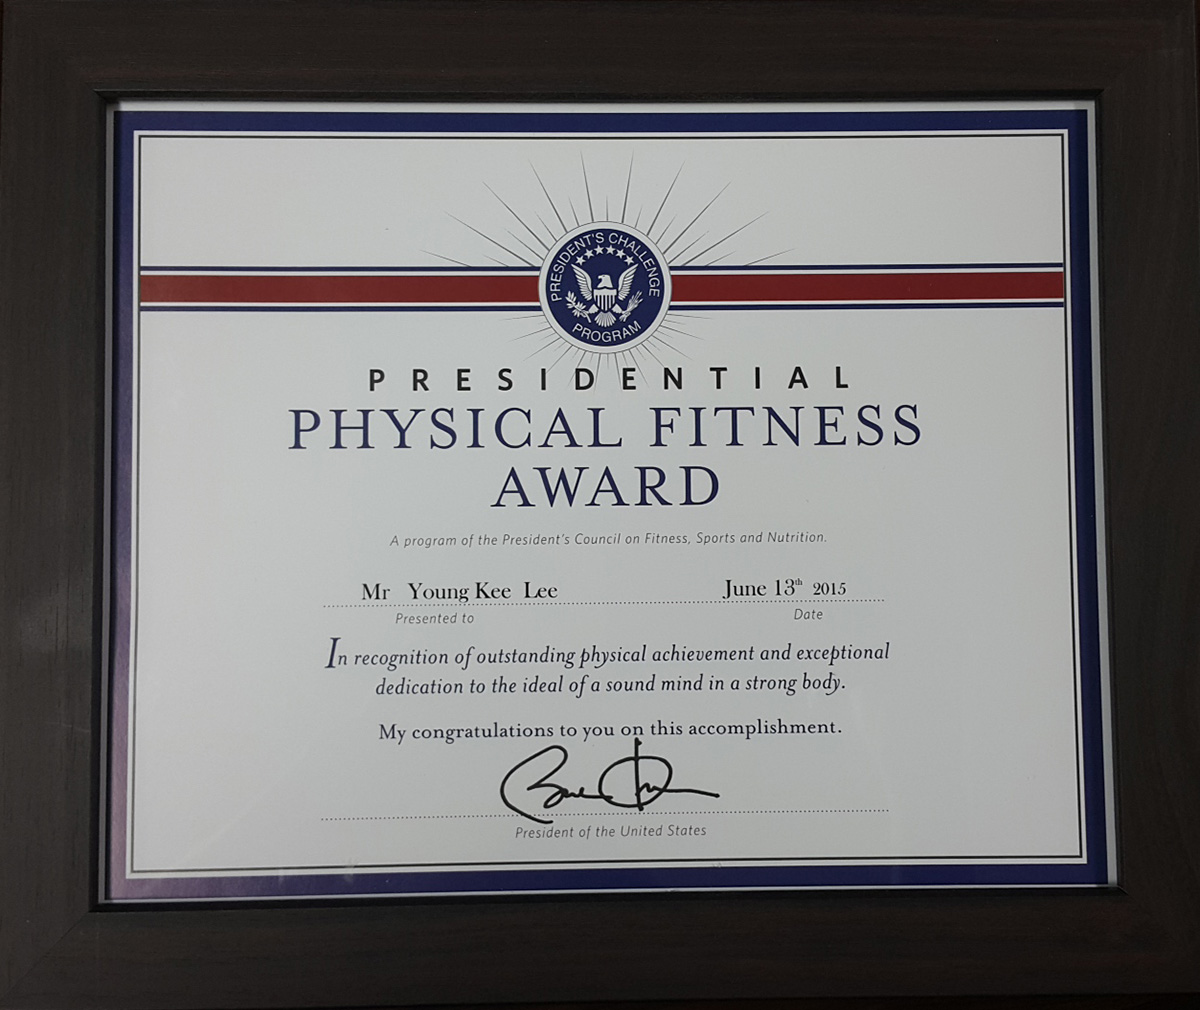 PRESIDENT'S CHALLENGE
PROGRAM
PRESIDENTIAL
PHYSICAL FITNESS
AWARD
A program of the President's Council on Fitness, Sports and Nutrition.
Mr Young Kee Lee June 13th 2015
Presented to Date
In recognition of outstanding physical achievement and exceptional
dedication to the ideal of a sound mind in a strong body.
My congratulations to you on this accomplishment.
President of the United States